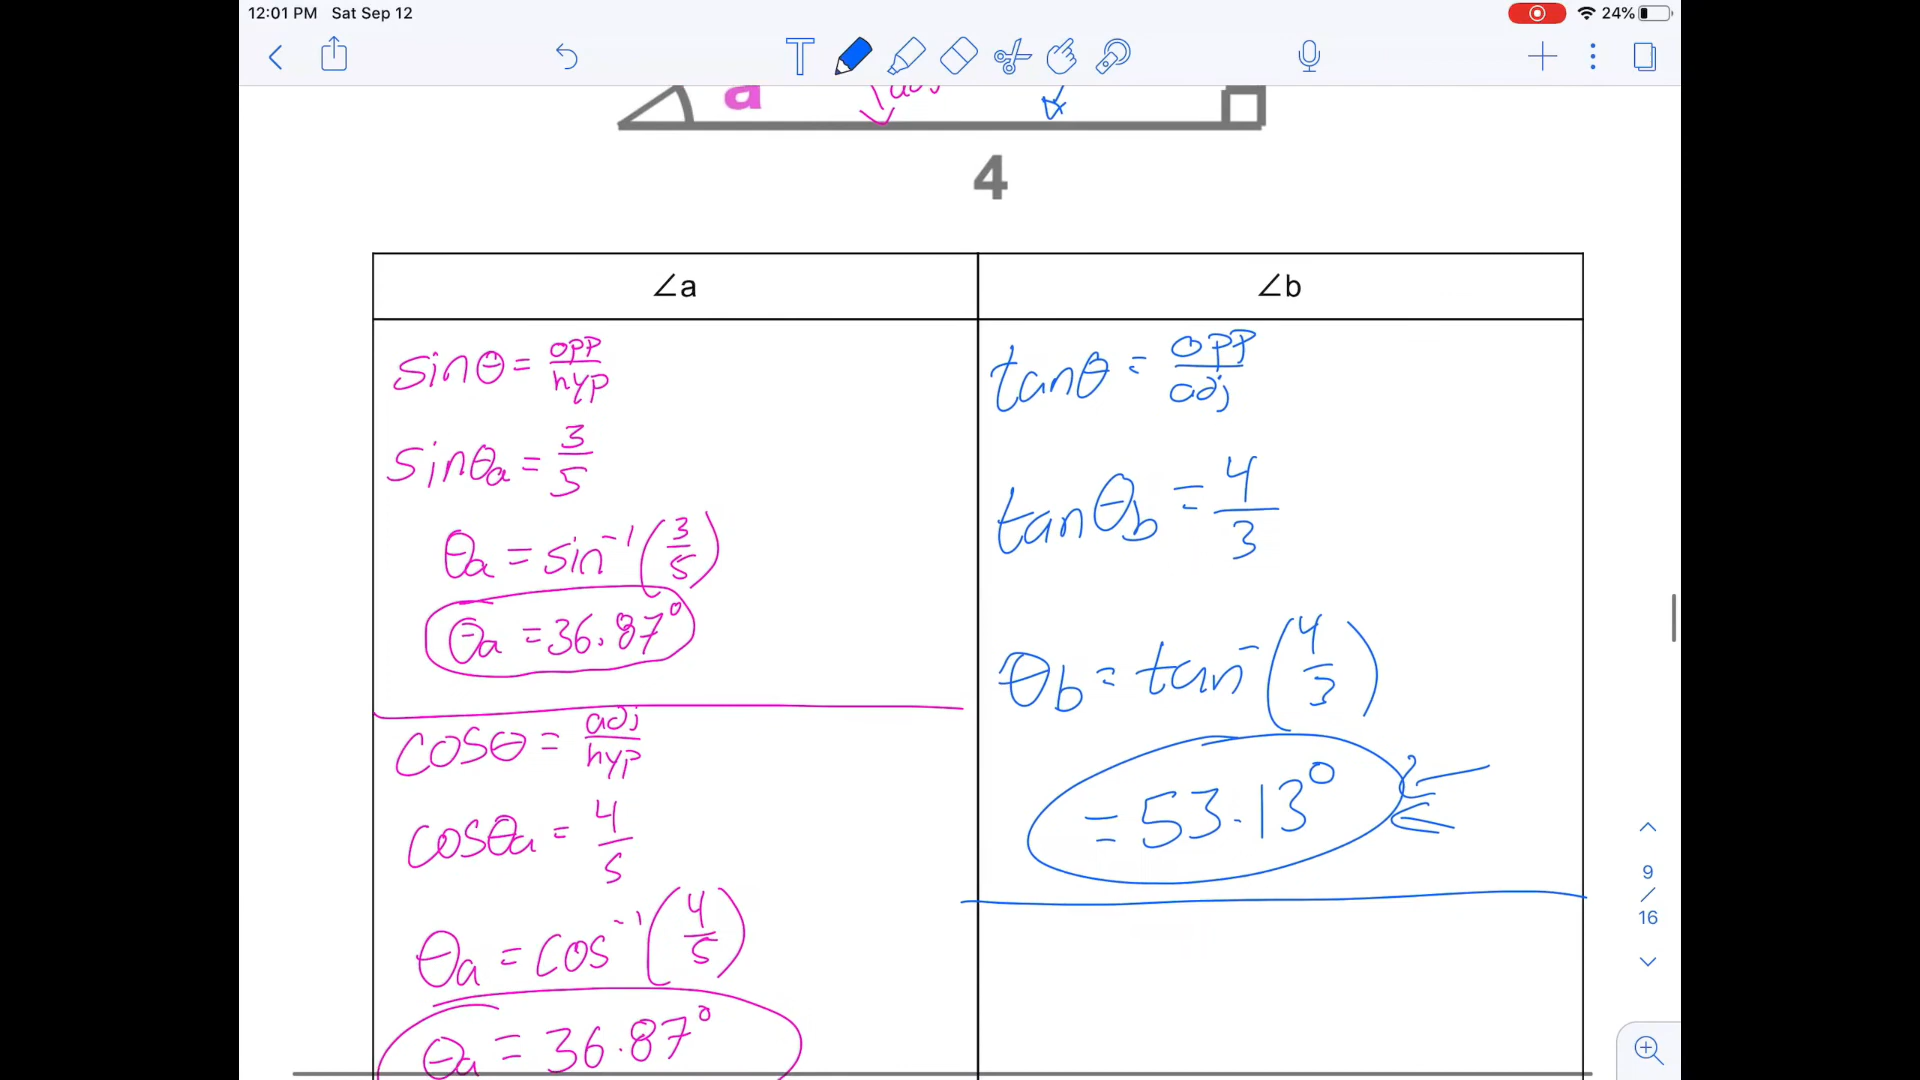 12:01 PM Sat Sep 12
24%
T
a
adj
4
∠a
∠b
sinθ = opp/hyp
sinθa = 3/5
θa = sin⁻¹(3/5)
θa = 36.87°
cosθ = adj/hyp
cosθa = 4/5
θa = cos⁻¹(4/5)
θa = 36.87°
tanθ = opp/adj
tanθb = 4/3
θb = tan⁻(4/3)
= 53.13°
9
/
16